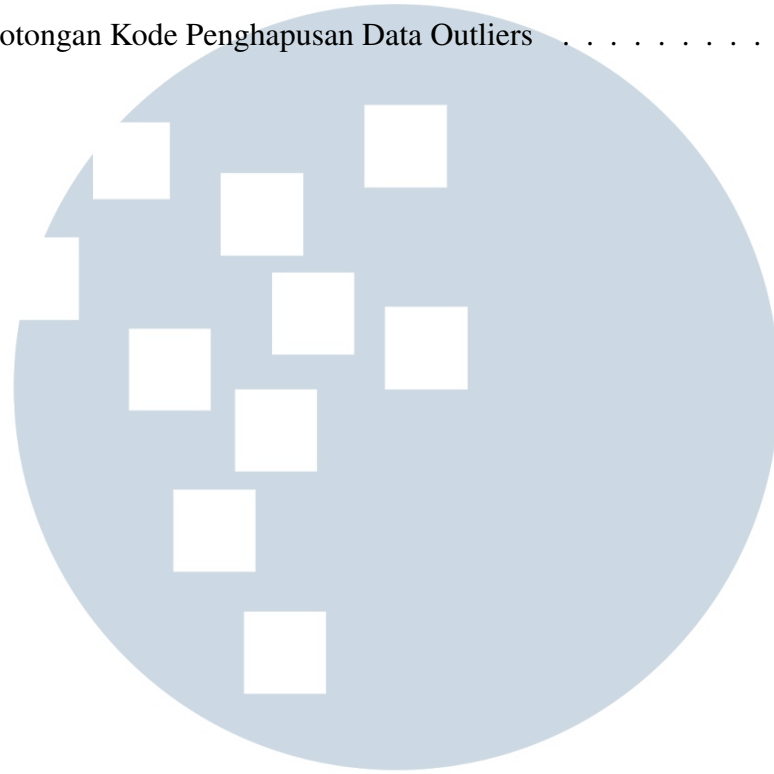 otongan Kode Penghapusan Data Outliers . . . . . . . . .